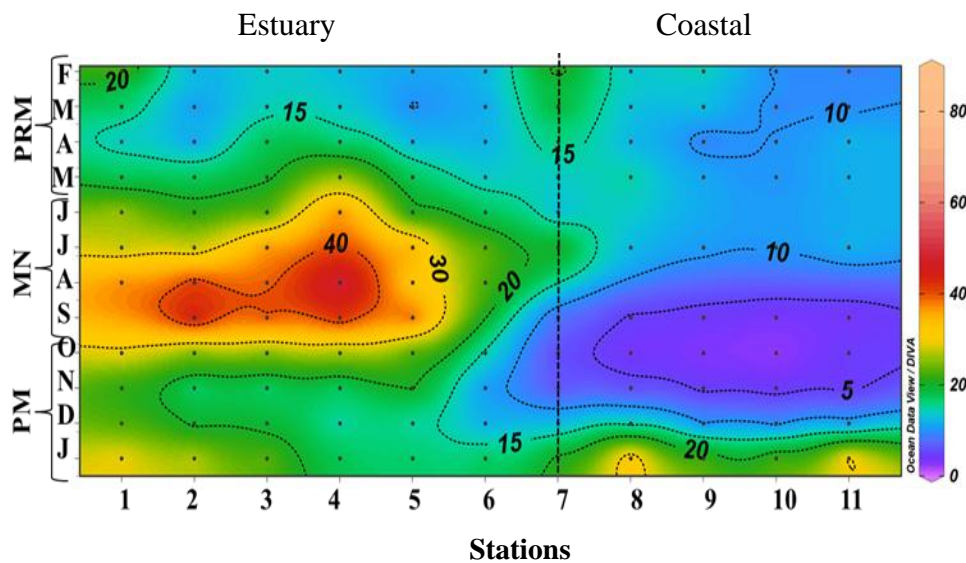 Estuary Coastal
PRM
MN
PM
F
M
A
M
J
J
A
S
O
N
D
J
20
15
15
10
40
30
20
10
5
15
20
80
60
40
20
0
Ocean Data View / DIVA
1 2 3 4 5 6 7 8 9 10 11
Stations